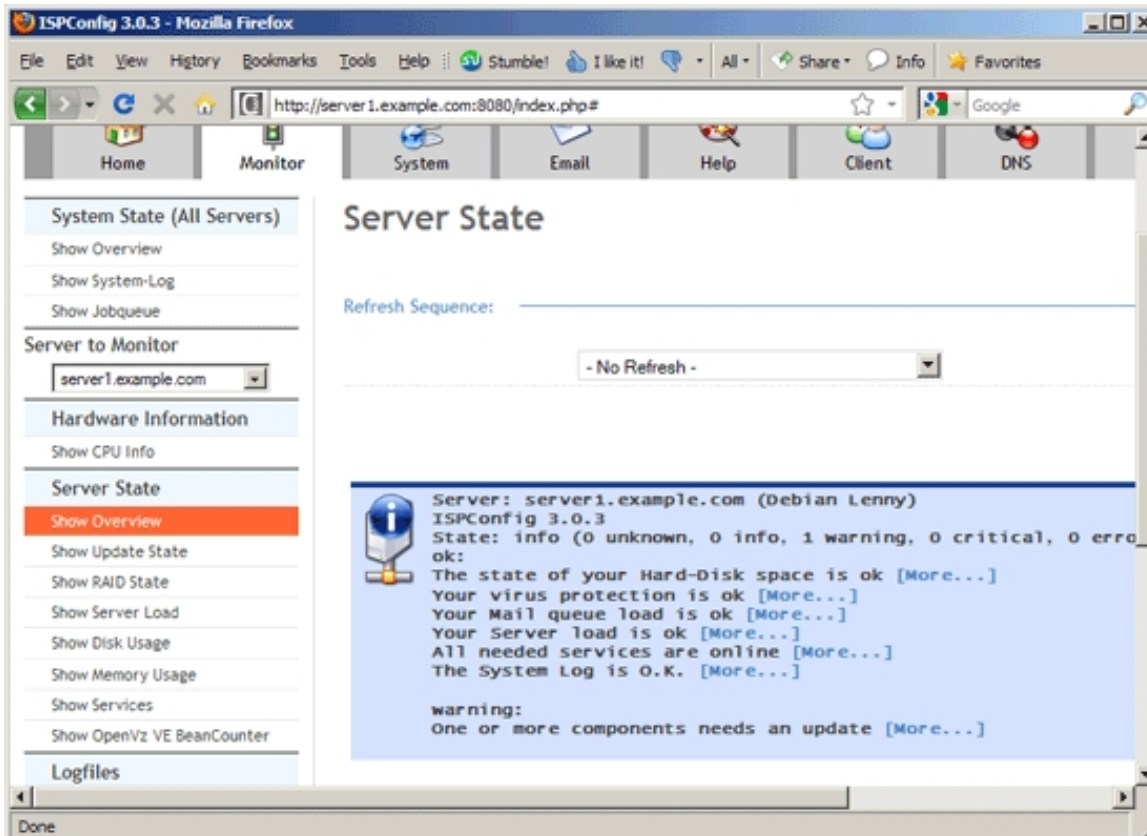 ISPConfig 3.0.3 - Mozilla Firefox
File Edit View History Bookmarks Tools Help Stumble! I like it! All Share Info Favorites
http://server1.example.com:8080/index.php# Google
Home Monitor System Email Help Client DNS
System State (All Servers)
Show Overview
Show System-Log
Show Jobqueue
Server to Monitor
server1.example.com
Hardware Information
Show CPU Info
Server State
Show Overview
Show Update State
Show RAID State
Show Server Load
Show Disk Usage
Show Memory Usage
Show Services
Show OpenVz VE BeanCounter
Logfiles
Server State
Refresh Sequence:
- No Refresh -
Server: server1.example.com (Debian Lenny)
ISPConfig 3.0.3
State: info (0 unknown, 0 info, 1 warning, 0 critical, 0 erro
ok:
The state of your Hard-Disk space is ok [More...]
Your virus protection is ok [More...]
Your Mail queue load is ok [More...]
Your Server load is ok [More...]
All needed services are online [More...]
The System Log is O.K. [More...]
warning:
One or more components needs an update [More...]
Done